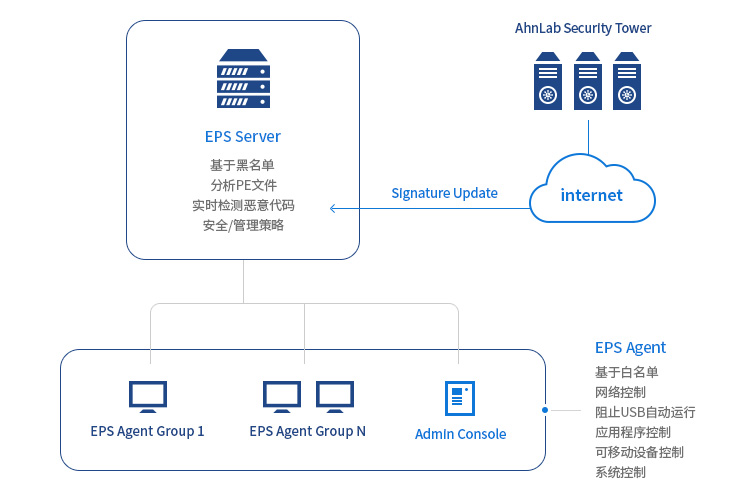 AhnLab Security Tower
EPS Server
基于黑名单
分析PE文件
实时检测恶意代码
安全/管理策略
Signature Update
internet
EPS Agent Group 1
EPS Agent Group N
Admin Console
EPS Agent
基于白名单
网络控制
阻止USB自动运行
应用程序控制
可移动设备控制
系统控制